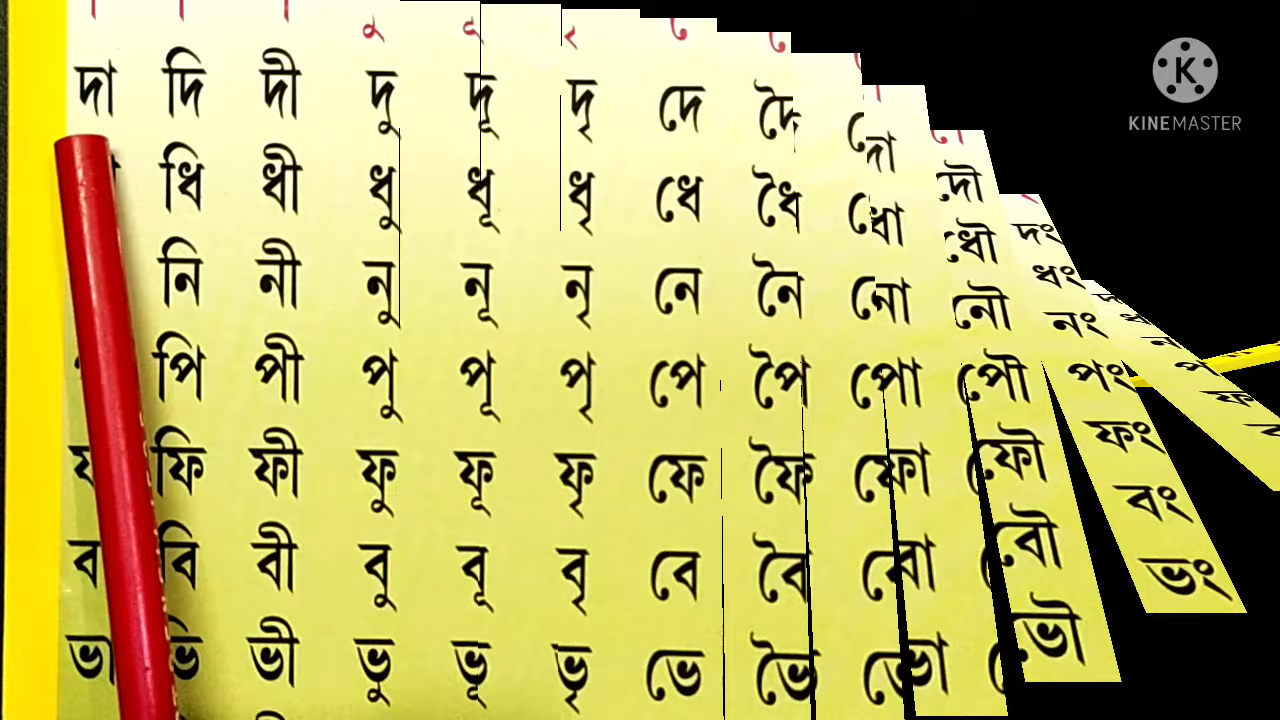 KINEMASTER
দা দি দী দু দূ দৃ দে দৈ দো দৌ দং
ধি ধী ধু ধূ ধৃ ধে ধৈ ধো ধৌ ধং
নি নী নু নূ নৃ নে নৈ নো নৌ নং
পি পী পু পূ পৃ পে পৈ পো পৌ পং
ফি ফী ফু ফূ ফৃ ফে ফৈ ফো ফৌ ফং
বি বী বু বূ বৃ বে বৈ বো বৌ বং
ভা ভি ভী ভু ভূ ভৃ ভে ভৈ ভো ভৌ ভং